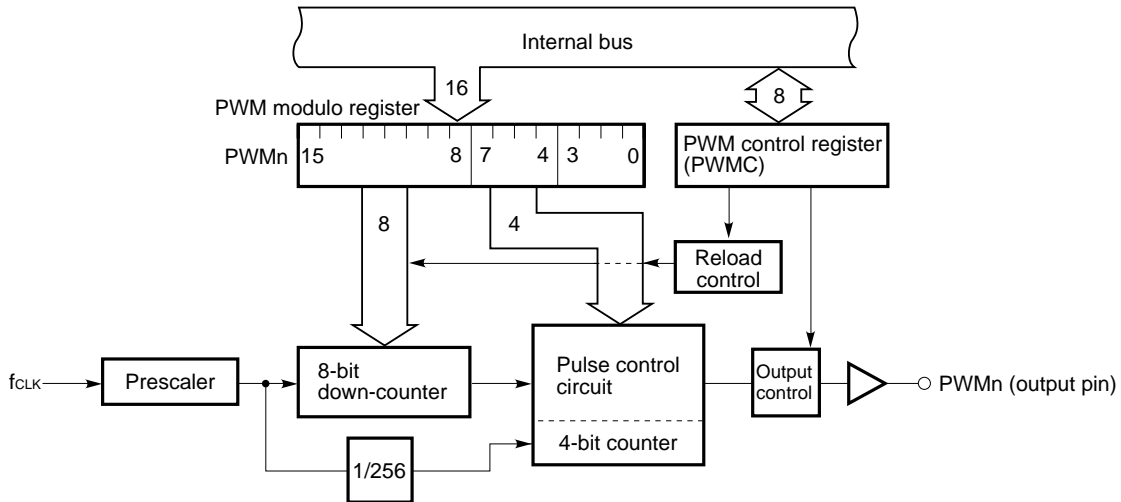 Internal bus
16
8
PWM modulo register
PWMn
15
8
7
4
3
0
PWM control register
(PWMC)
8
4
Reload
control
fCLK
Prescaler
8-bit
down-counter
Pulse control
circuit
4-bit counter
Output
control
PWMn (output pin)
1/256